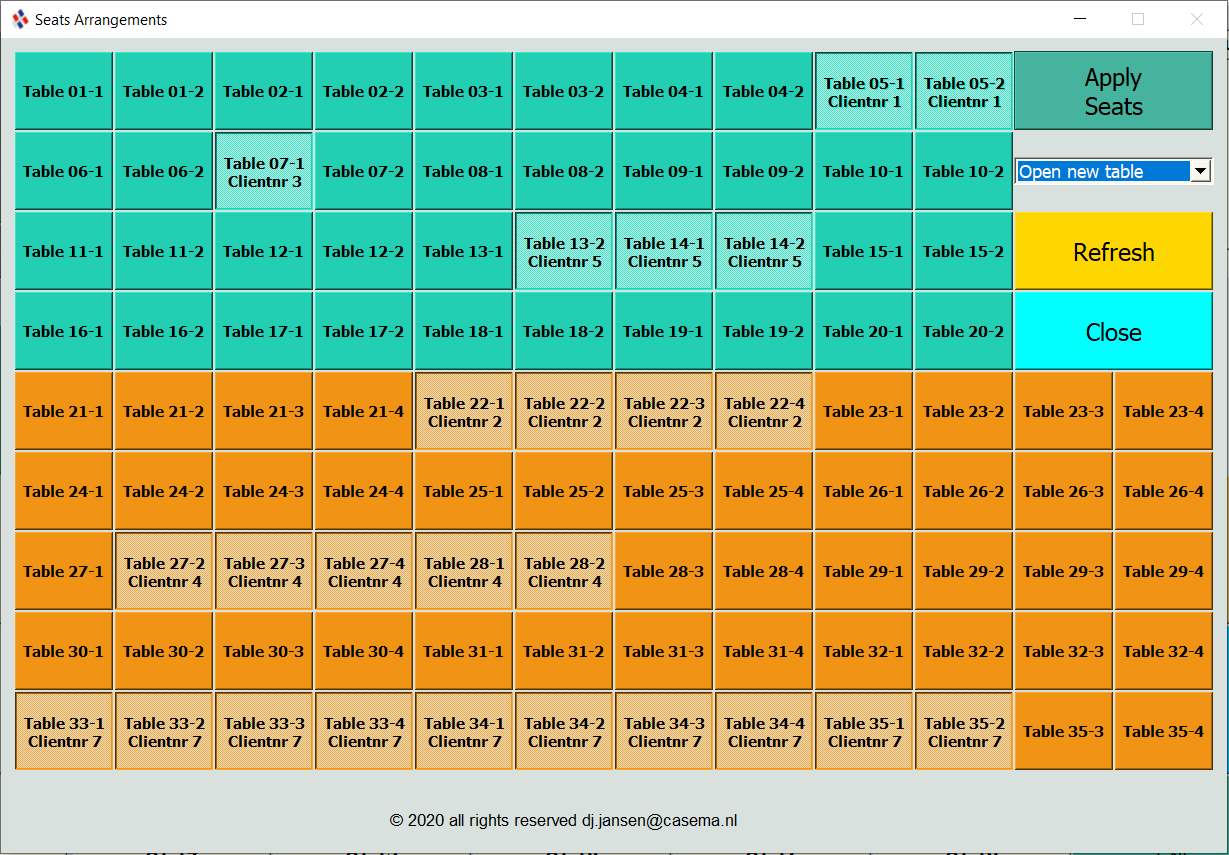 Seats Arrangements
Table 01-1 Table 01-2 Table 02-1 Table 02-2 Table 03-1 Table 03-2 Table 04-1 Table 04-2 Table 05-1 Clientnr 1 Table 05-2 Clientnr 1 Apply Seats
Table 06-1 Table 06-2 Table 07-1 Clientnr 3 Table 07-2 Table 08-1 Table 08-2 Table 09-1 Table 09-2 Table 10-1 Table 10-2 Open new table
Table 11-1 Table 11-2 Table 12-1 Table 12-2 Table 13-1 Table 13-2 Clientnr 5 Table 14-1 Clientnr 5 Table 14-2 Clientnr 5 Table 15-1 Table 15-2 Refresh
Table 16-1 Table 16-2 Table 17-1 Table 17-2 Table 18-1 Table 18-2 Table 19-1 Table 19-2 Table 20-1 Table 20-2 Close
Table 21-1 Table 21-2 Table 21-3 Table 21-4 Table 22-1 Clientnr 2 Table 22-2 Clientnr 2 Table 22-3 Clientnr 2 Table 22-4 Clientnr 2 Table 23-1 Table 23-2 Table 23-3 Table 23-4
Table 24-1 Table 24-2 Table 24-3 Table 24-4 Table 25-1 Table 25-2 Table 25-3 Table 25-4 Table 26-1 Table 26-2 Table 26-3 Table 26-4
Table 27-1 Table 27-2 Clientnr 4 Table 27-3 Clientnr 4 Table 27-4 Clientnr 4 Table 28-1 Clientnr 4 Table 28-2 Clientnr 4 Table 28-3 Table 28-4 Table 29-1 Table 29-2 Table 29-3 Table 29-4
Table 30-1 Table 30-2 Table 30-3 Table 30-4 Table 31-1 Table 31-2 Table 31-3 Table 31-4 Table 32-1 Table 32-2 Table 32-3 Table 32-4
Table 33-1 Clientnr 7 Table 33-2 Clientnr 7 Table 33-3 Clientnr 7 Table 33-4 Clientnr 7 Table 34-1 Clientnr 7 Table 34-2 Clientnr 7 Table 34-3 Clientnr 7 Table 34-4 Clientnr 7 Table 35-1 Clientnr 7 Table 35-2 Clientnr 7 Table 35-3 Table 35-4
© 2020 all rights reserved dj.jansen@casema.nl